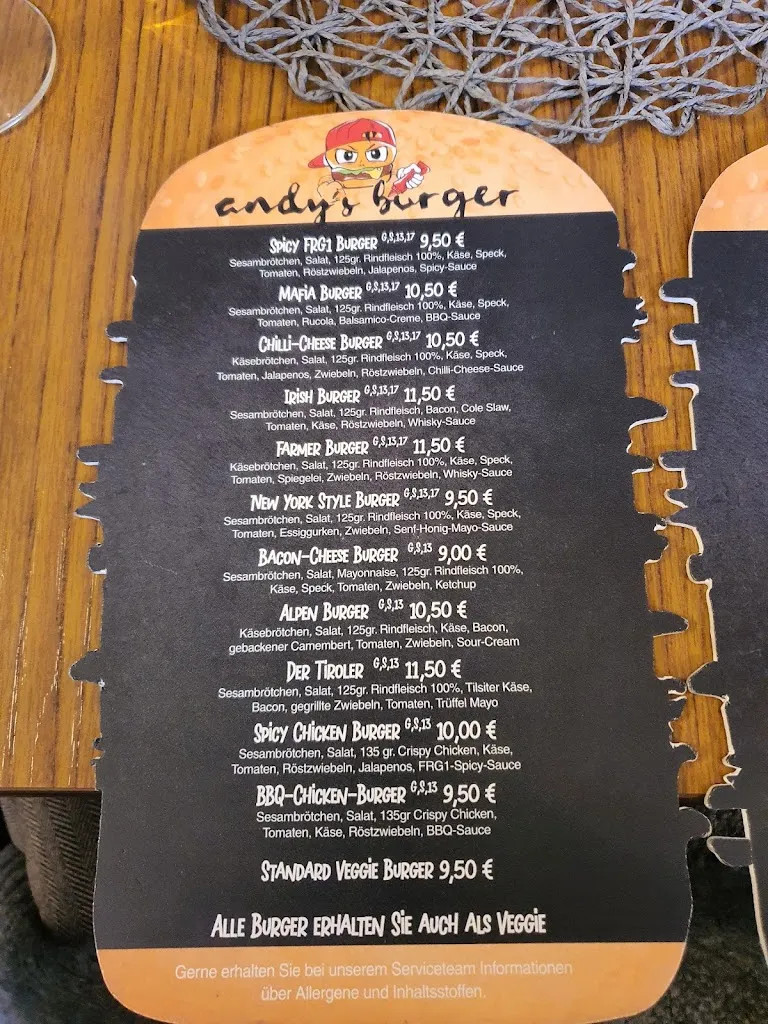 andy's burger
Spicy FRG1 Burger G,S,13,17 9,50 €
Sesambrötchen, Salat, 125gr. Rindfleisch 100%, Käse, Speck,
Tomaten, Röstzwiebeln, Jalapenos, Spicy-Sauce
Mafia Burger G,S,13,17 10,50 €
Sesambrötchen, Salat, 125gr. Rindfleisch 100%, Käse, Speck,
Tomaten, Rucola, Balsamico-Creme, BBQ-Sauce
Chilli-Cheese Burger G,S,13,17 10,50 €
Käsebrötchen, Salat, 125gr. Rindfleisch 100%, Käse, Speck,
Tomaten, Jalapenos, Zwiebeln, Röstzwiebeln, Chilli-Cheese-Sauce
Irish Burger G,S,13,17 11,50 €
Sesambrötchen, Salat, 125gr. Rindfleisch, Bacon, Cole Slaw,
Tomaten, Käse, Röstzwiebeln, Whisky-Sauce
Farmer Burger G,S,13,17 11,50 €
Käsebrötchen, Salat, 125gr. Rindfleisch 100%, Käse, Speck,
Tomaten, Spiegelei, Zwiebeln, Röstzwiebeln, Whisky-Sauce
New York Style Burger G,S,13,17 9,50 €
Sesambrötchen, Salat, 125gr. Rindfleisch 100%, Käse, Speck,
Tomaten, Essiggurken, Zwiebeln, Senf-Honig-Mayo-Sauce
Bacon-Cheese Burger G,S,13 9,00 €
Sesambrötchen, Salat, Mayonnaise, 125gr. Rindfleisch 100%,
Käse, Speck, Tomaten, Zwiebeln, Ketchup
Alpen Burger G,S,13 10,50 €
Käsebrötchen, Salat, 125gr. Rindfleisch, Käse, Bacon,
gebackener Camembert, Tomaten, Zwiebeln, Sour-Cream
Der Tiroler G,S,13 11,50 €
Sesambrötchen, Salat, 125gr. Rindfleisch 100%, Tilsiter Käse,
Bacon, gegrillte Zwiebeln, Tomaten, Trüffel Mayo
Spicy Chicken Burger G,S,13 10,00 €
Sesambrötchen, Salat, 135 gr. Crispy Chicken, Käse,
Tomaten, Röstzwiebeln, Jalapenos, FRG1-Spicy-Sauce
BBQ-Chicken-Burger G,S,13 9,50 €
Sesambrötchen, Salat, 135gr Crispy Chicken,
Tomaten, Käse, Röstzwiebeln, BBQ-Sauce
Standard Veggie Burger 9,50 €
Alle Burger erhalten Sie auch als Veggie
Gerne erhalten Sie bei unserem Serviceteam Informationen
über Allergene und Inhaltsstoffen.